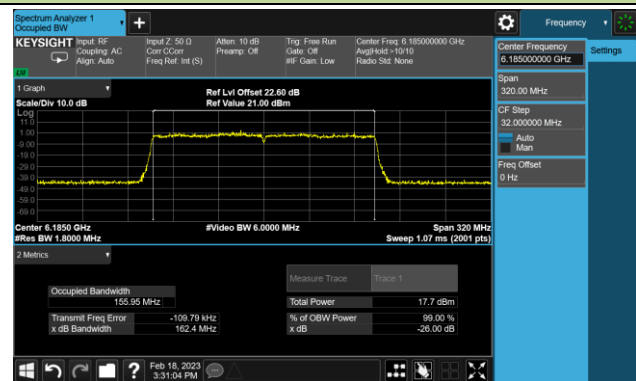 Spectrum Analyzer 1
Occupied BW
Frequency
KEYSIGHT
Input: RF
Coupling: AC
Align: Auto
Input Z: 50 Ω
Corr CCorr
Freq Ref: Int (S)
Atten: 10 dB
Preamp: Off
Trig: Free Run
Gate: Off
#IF Gain: Low
Center Freq: 6.185000000 GHz
Avg|Hold:>10/10
Radio Std: None
Center Frequency
6.185000000 GHz
Settings
Span
320.00 MHz
CF Step
32.000000 MHz
Auto
Man
Freq Offset
0 Hz
1 Graph
Scale/Div 10.0 dB
Ref Lvl Offset 22.60 dB
Ref Value 21.00 dBm
Log
11.0
1.00
-9.00
-19.0
-29.0
-39.0
-49.0
-59.0
-69.0
Center 6.1850 GHz
#Video BW 6.0000 MHz
Span 320 MHz
#Res BW 1.8000 MHz
Sweep 1.07 ms (2001 pts)
2 Metrics
Measure Trace
Trace 1
Occupied Bandwidth
155.95 MHz
Total Power
17.7 dBm
Transmit Freq Error
-109.79 kHz
% of OBW Power
99.00 %
x dB Bandwidth
162.4 MHz
x dB
-26.00 dB
Feb 18, 2023
3:31:04 PM